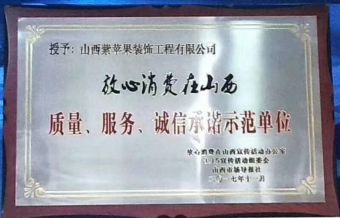 授予：山西紫苹果装饰工程有限公司
放心消费在山西
质量、服务、诚信承诺示范单位
放心消费在山西宣传活动办公室
3.15宣传活动组委会
山西市场导报社
二〇一七年十一月